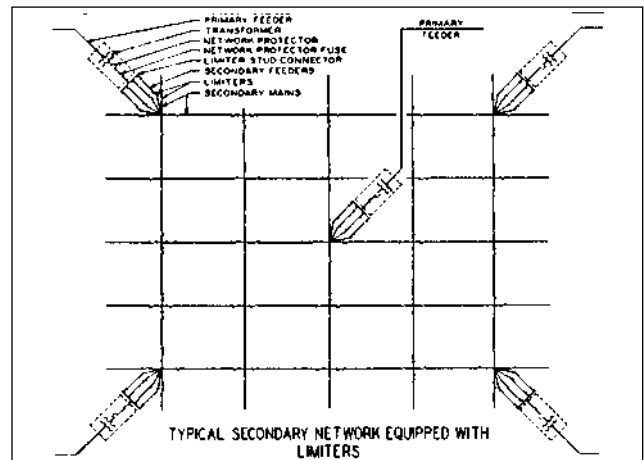 PRIMARY FEEDER
TRANSFORMER
NETWORK PROTECTOR
NETWORK PROTECTOR FUSE
LIMITER STUD CONNECTOR
SECONDARY FEEDERS
LIMITERS
SECONDARY MAINS
PRIMARY
FEEDER
TYPICAL SECONDARY NETWORK EQUIPPED WITH
LIMITERS